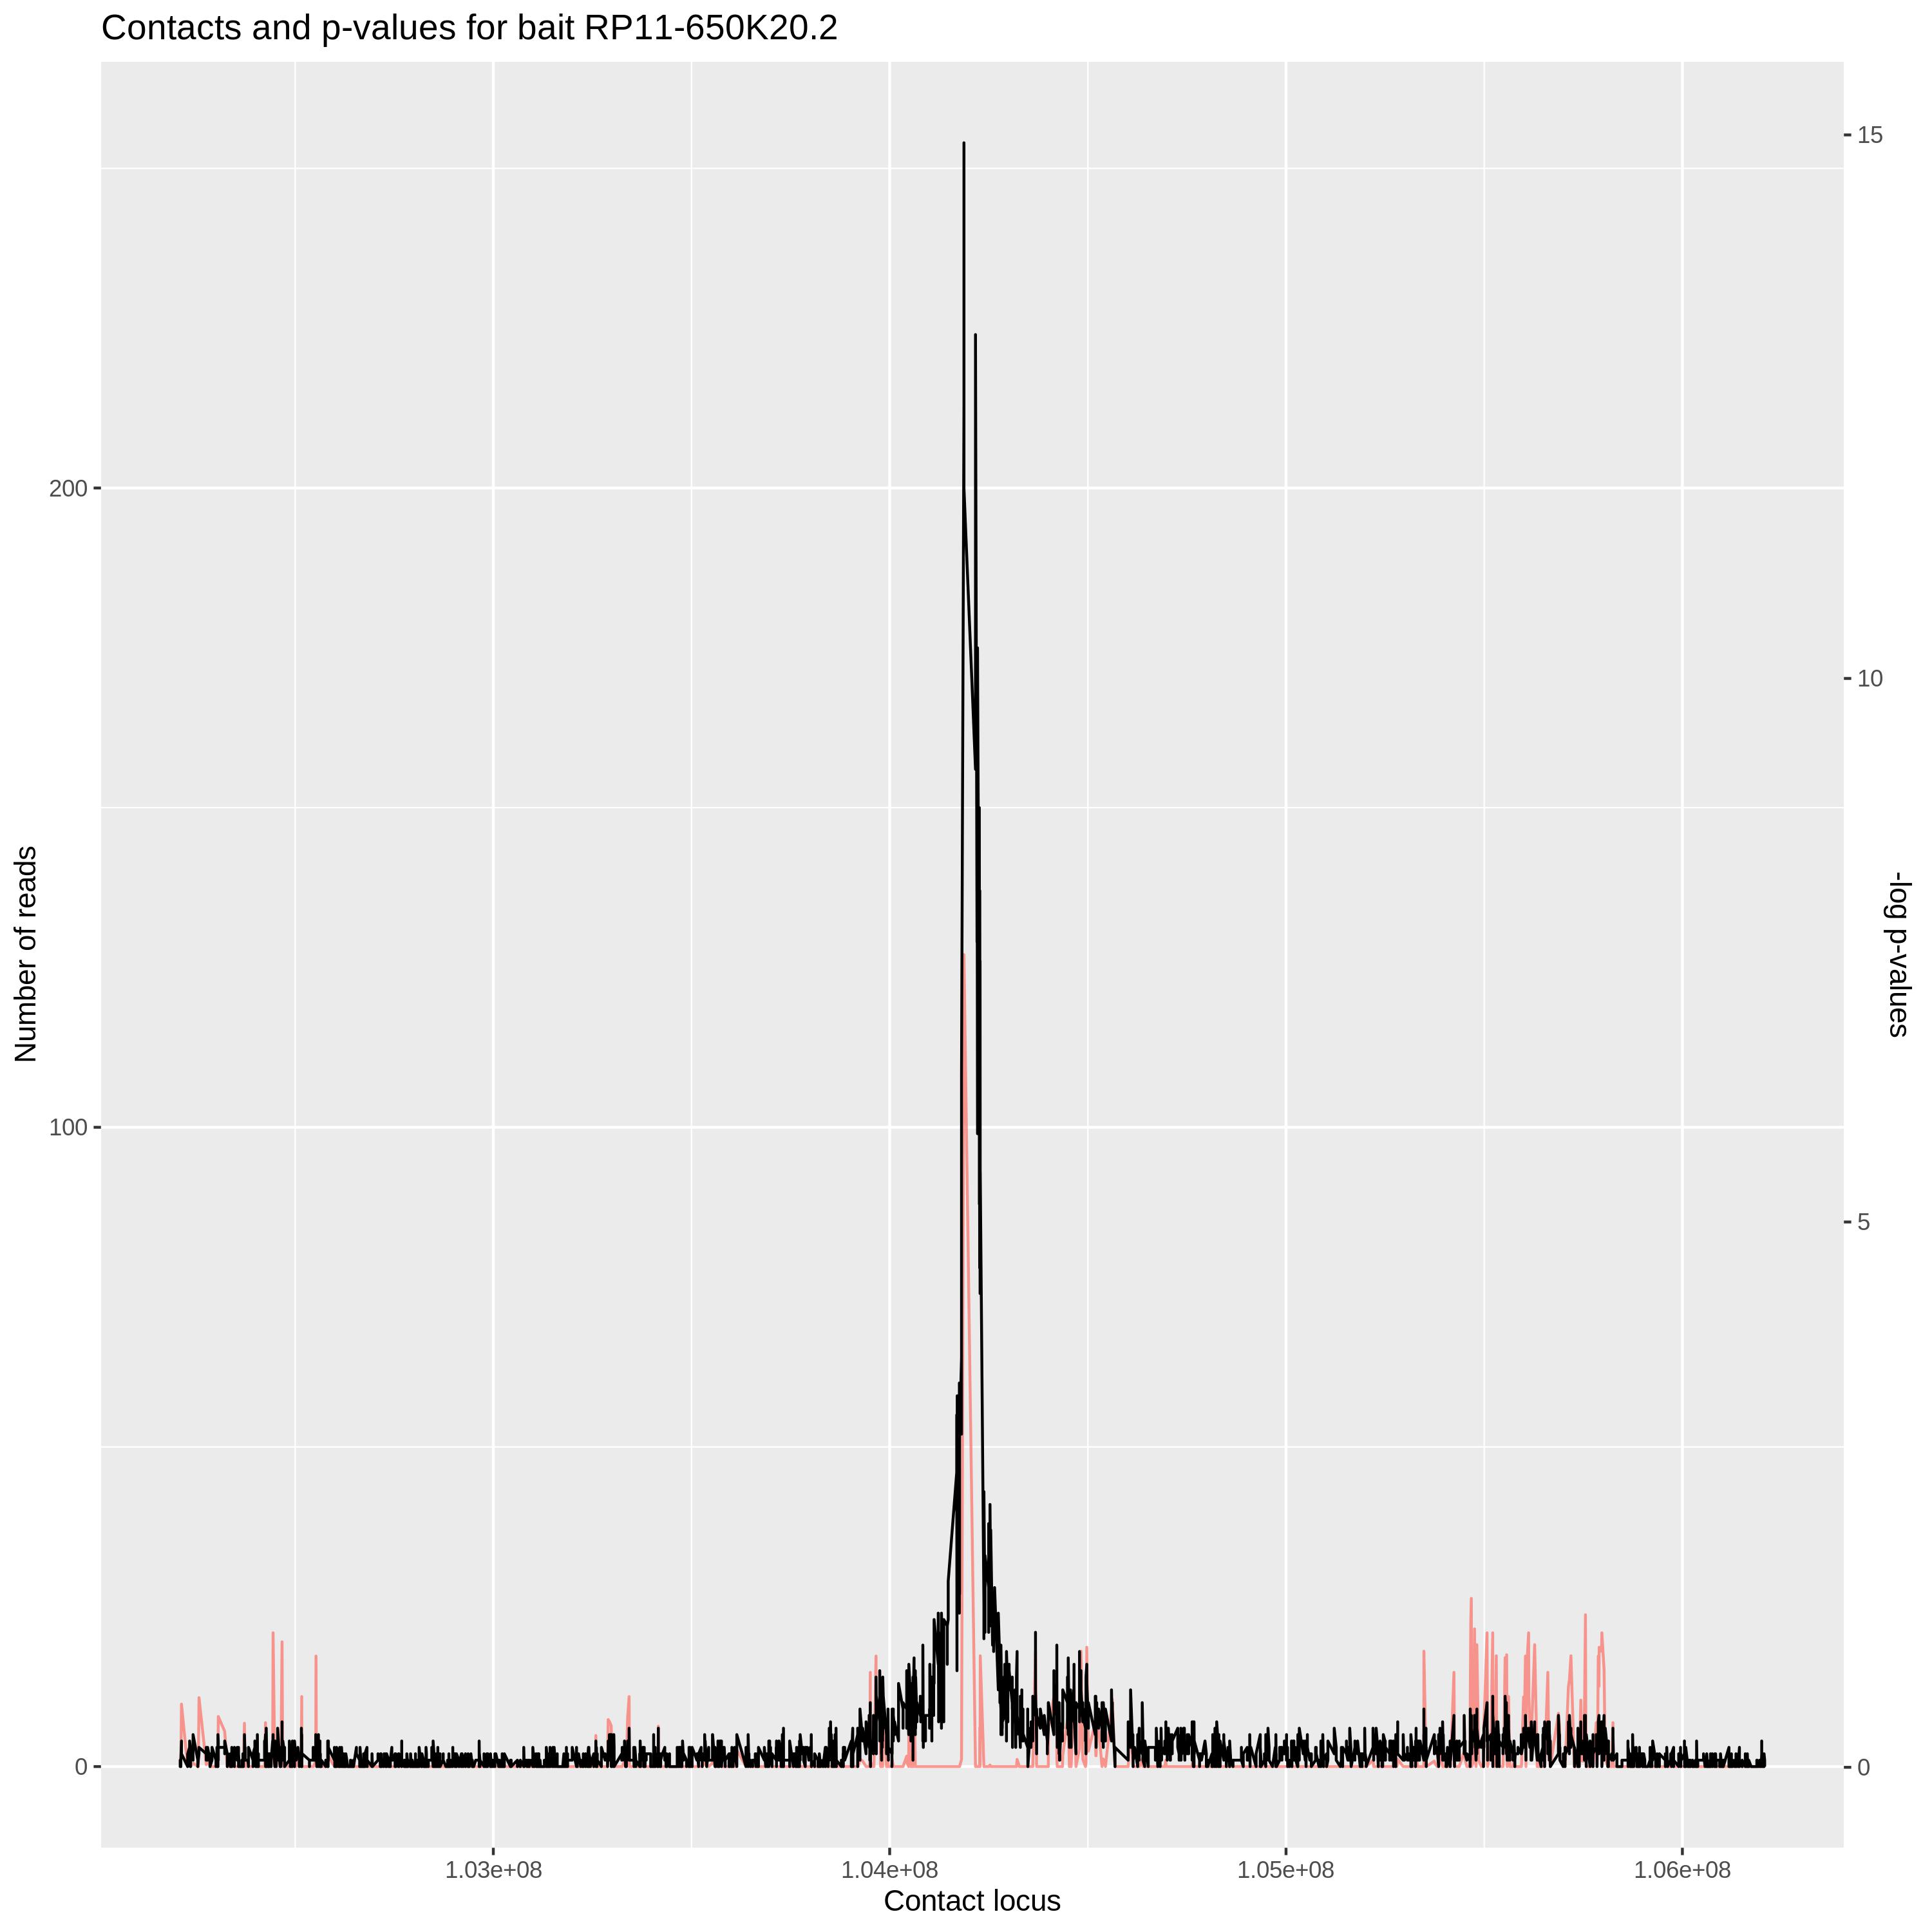 Contacts and p-values for bait RP11-650K20.2
Number of reads
200
100
0
15
10
5
0
-log p-values
1.03e+08
1.04e+08
1.05e+08
1.06e+08
Contact locus